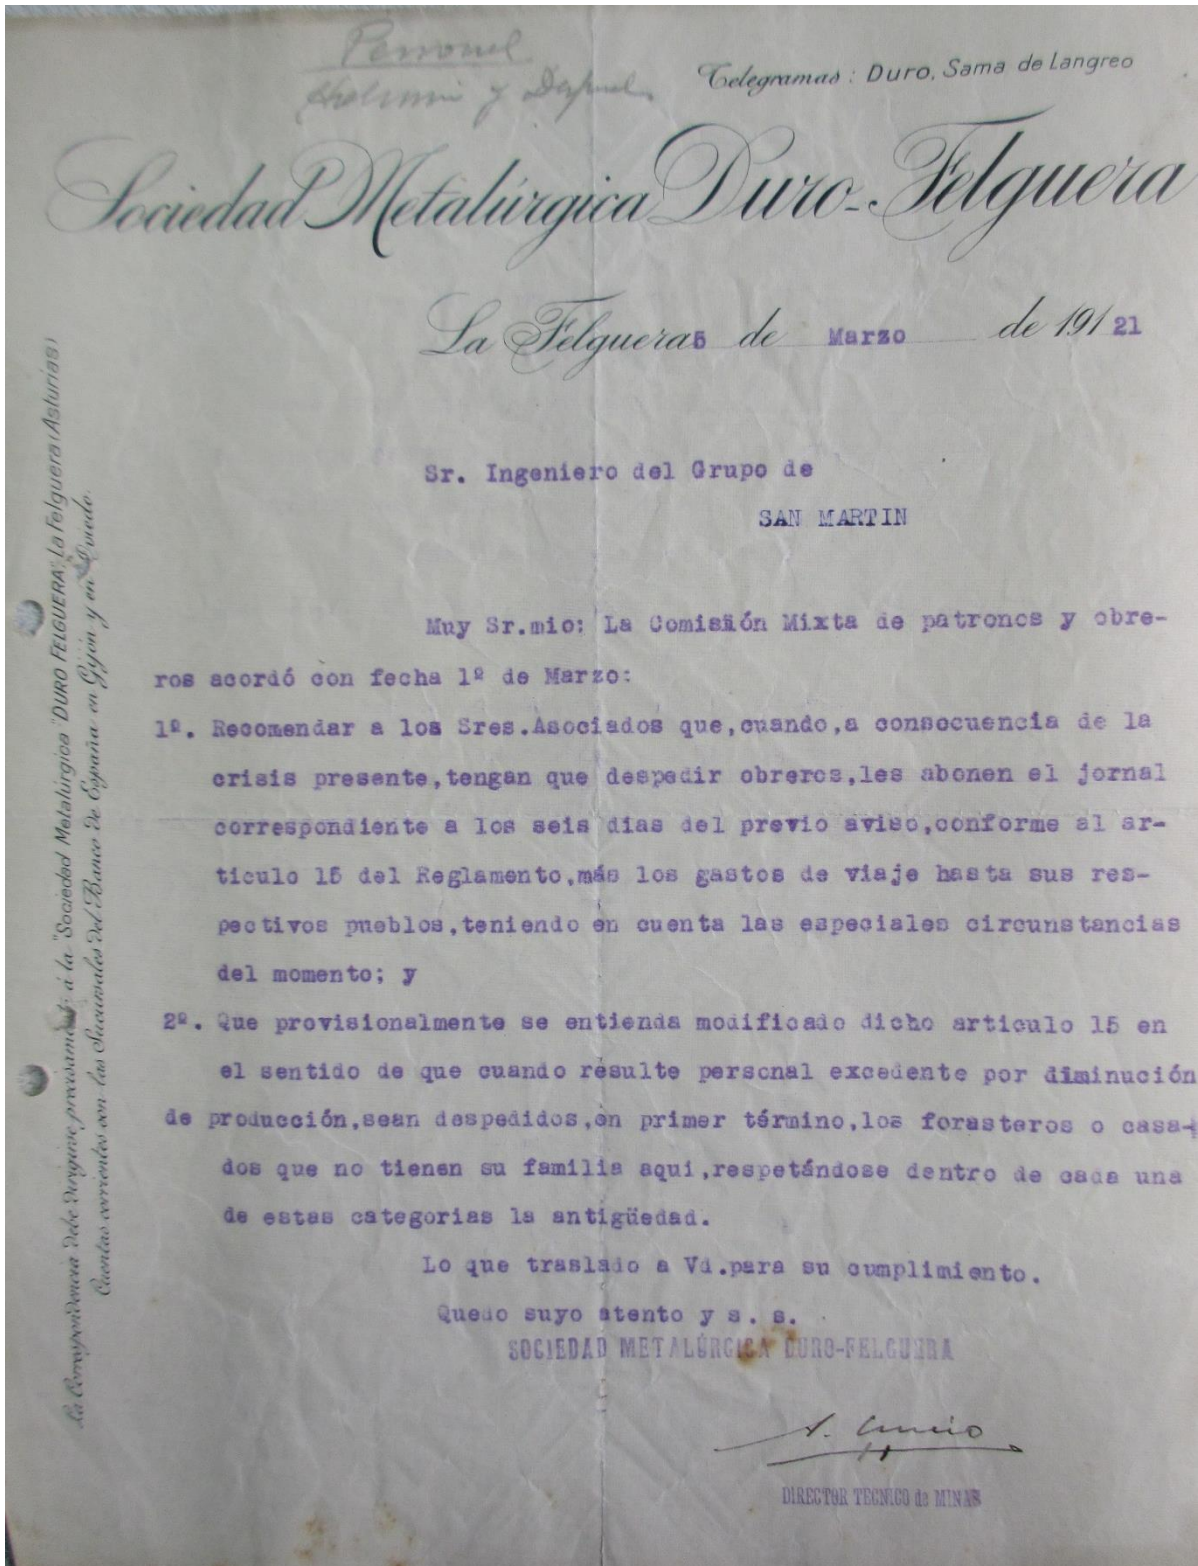 Personal
y
Telegramas: Duro, Sama de Langreo
Sociedad Metalúrgica Duro-Felguera
La Felguera 5 de Marzo de 191 21
Sr. Ingeniero del Grupo de
SAN MARTIN
Muy Sr.mio: La Comisión Mixta de patronos y obre-
ros acordó con fecha 1º de Marzo:
1º. Recomendar a los Sres.Asociados que,cuando,a consecuencia de la
crisis presente,tengan que despedir obreros,les abonen el jornal
correspondiente a los seis dias del previo aviso,conforme al ar-
ticulo 15 del Reglamento,más los gastos de viaje hasta sus res-
pectivos pueblos,teniendo en cuenta las especiales circunstancias
del momento; y
2º. Que provisionalmente se entienda modificado dicho articulo 15 en
el sentido de que cuando resulte personal excedente por diminución
de producción,sean despedidos,en primer término,los forasteros o casa-
dos que no tienen su familia aqui,respetándose dentro de cada una
de estas categorias la antigüedad.
Lo que traslado a Vd.para su cumplimiento.
Quedo suyo atento y s. s.
SOCIEDAD METALÚRGICA DURO-FELGUERA
DIRECTOR TECNICO de MINAS
La Correspondencia debe dirigirse precisamente á la "Sociedad Metalúrgica "DURO FELGUERA", La Felguera (Asturias)
Cuentas corrientes con las Sucursales del Banco de España en Gijón y en Oviedo.